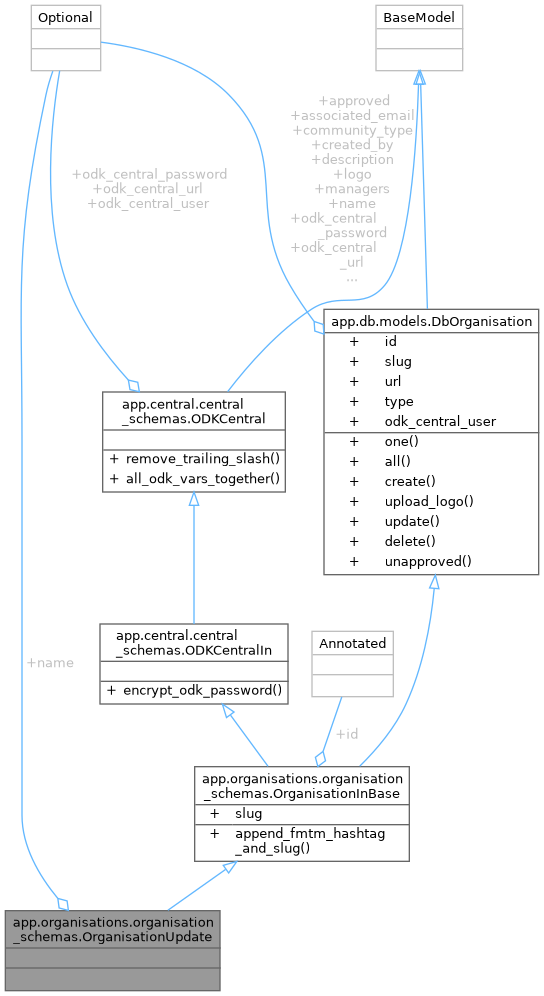 Optional
BaseModel
+approved
+associated_email
+community_type
+created_by
+description
+logo
+managers
+name
+odk_central
_password
+odk_central
_url
...
+odk_central_password
+odk_central_url
+odk_central_user
app.db.models.DbOrganisation
+ id
+ slug
+ url
+ type
+ odk_central_user
+ one()
+ all()
+ create()
+ upload_logo()
+ update()
+ delete()
+ unapproved()
app.central.central
_schemas.ODKCentral
+ remove_trailing_slash()
+ all_odk_vars_together()
app.central.central
_schemas.ODKCentralIn
+ encrypt_odk_password()
Annotated
+name
+id
app.organisations.organisation
_schemas.OrganisationInBase
+ slug
+ append_fmtm_hashtag
_and_slug()
app.organisations.organisation
_schemas.OrganisationUpdate